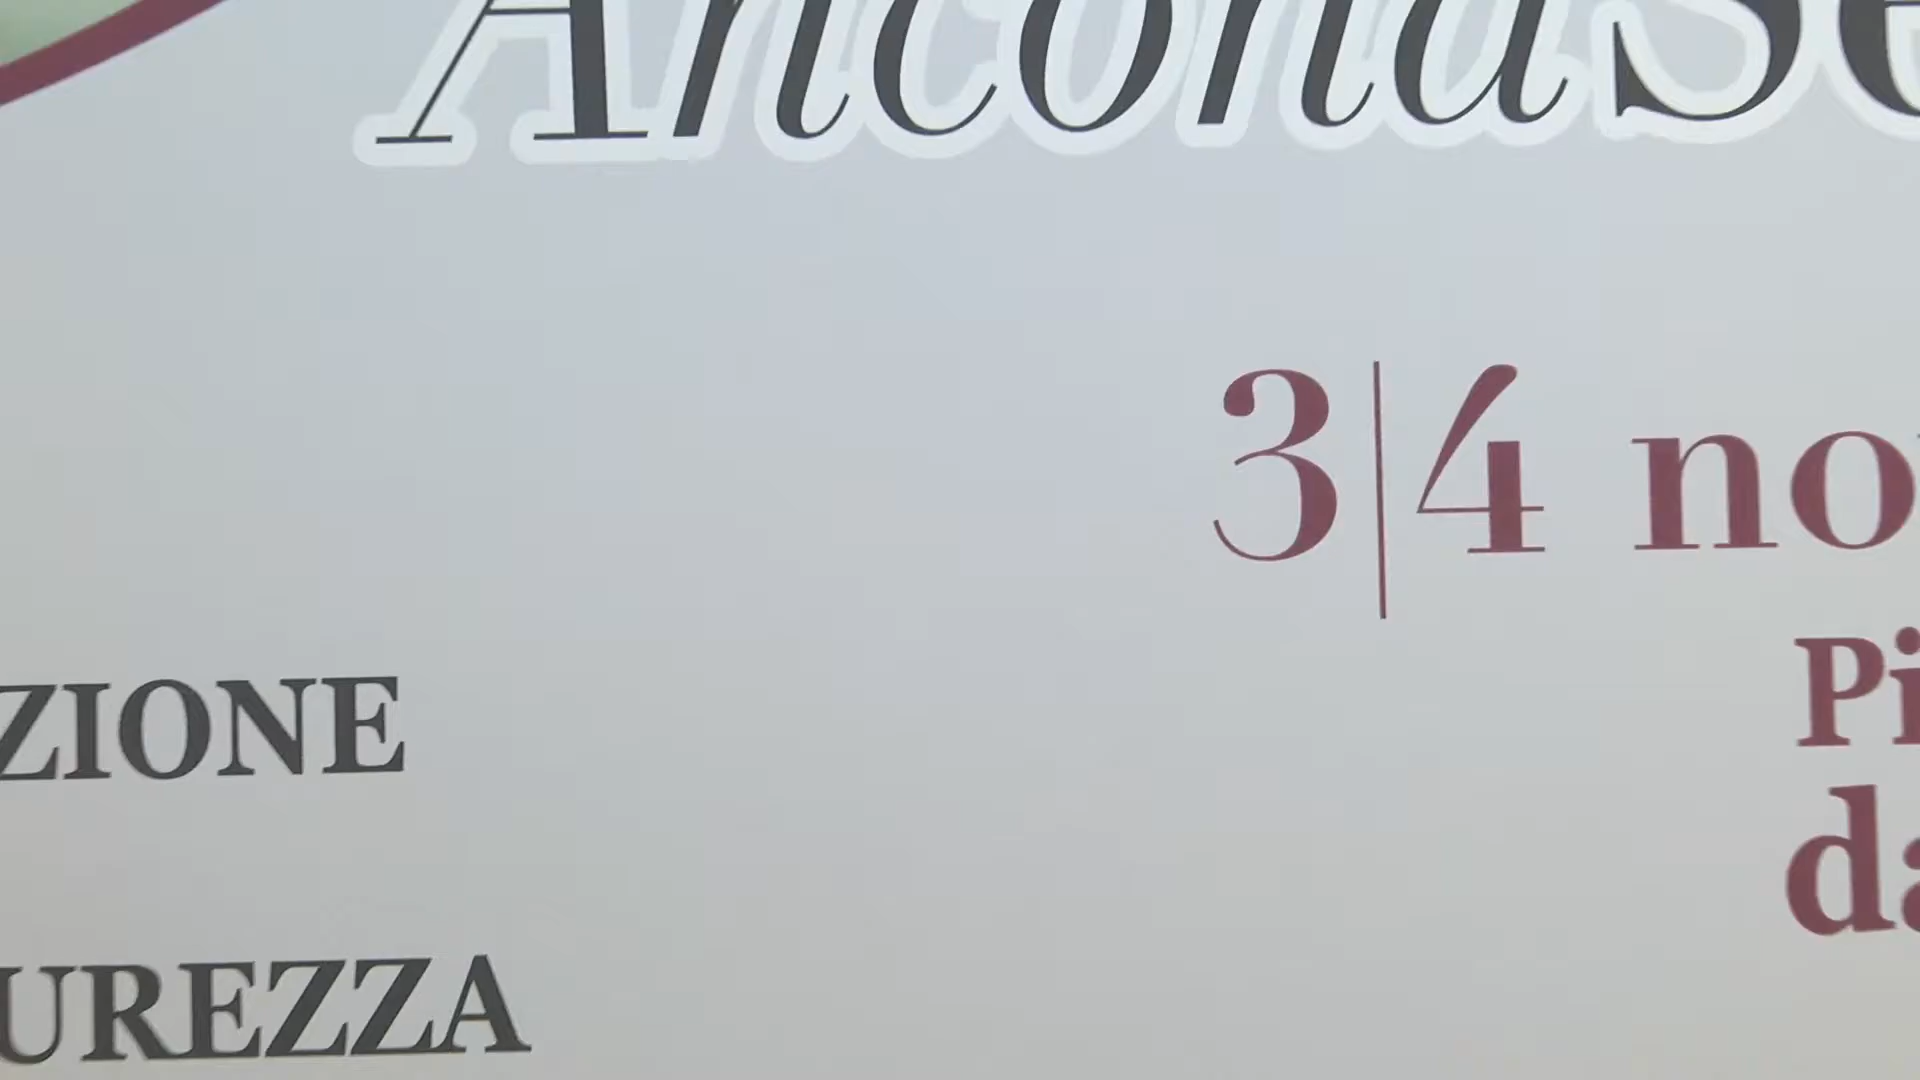 AnconaSe
3|4 no
ZIONE
Pi
da
UREZZA